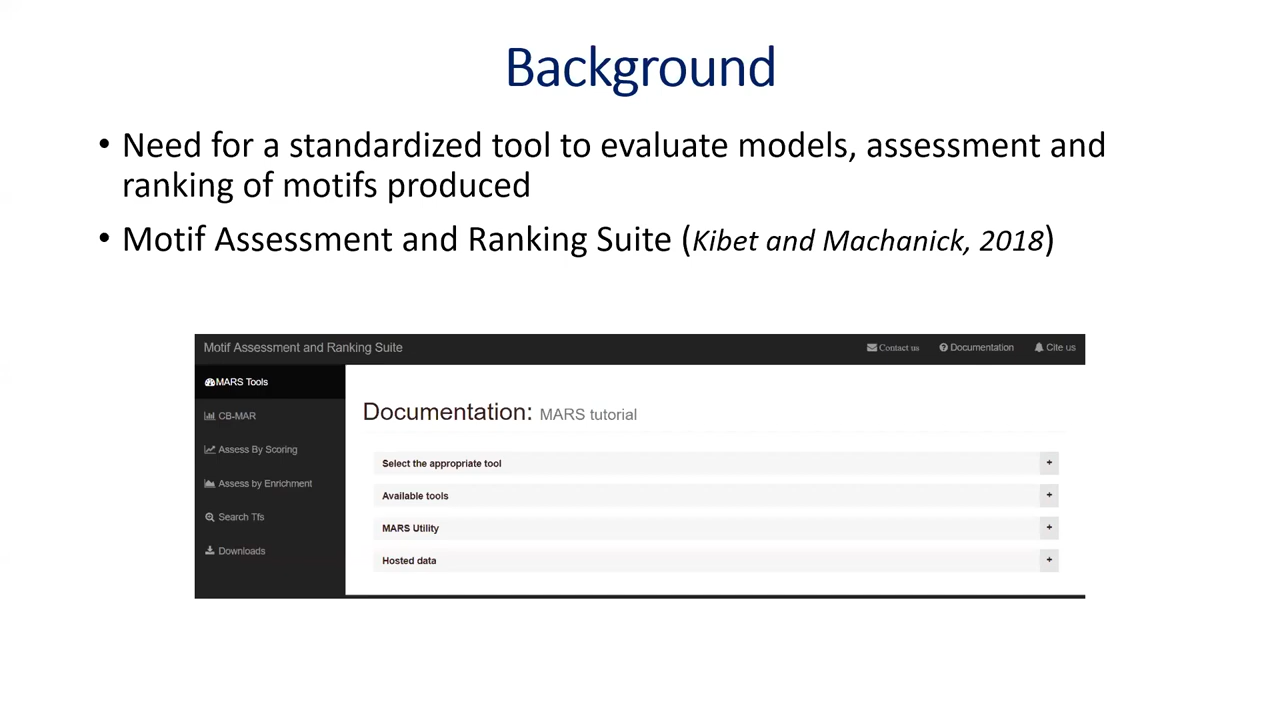 Background
• Need for a standardized tool to evaluate models, assessment and
ranking of motifs produced
• Motif Assessment and Ranking Suite (Kibet and Machanick, 2018)
Motif Assessment and Ranking Suite
Contact us
Documentation
Cite us
MARS Tools
CB-MAR
Assess By Scoring
Assess by Enrichment
Search Tfs
Downloads
Documentation: MARS tutorial
Select the appropriate tool +
Available tools +
MARS Utility +
Hosted data +